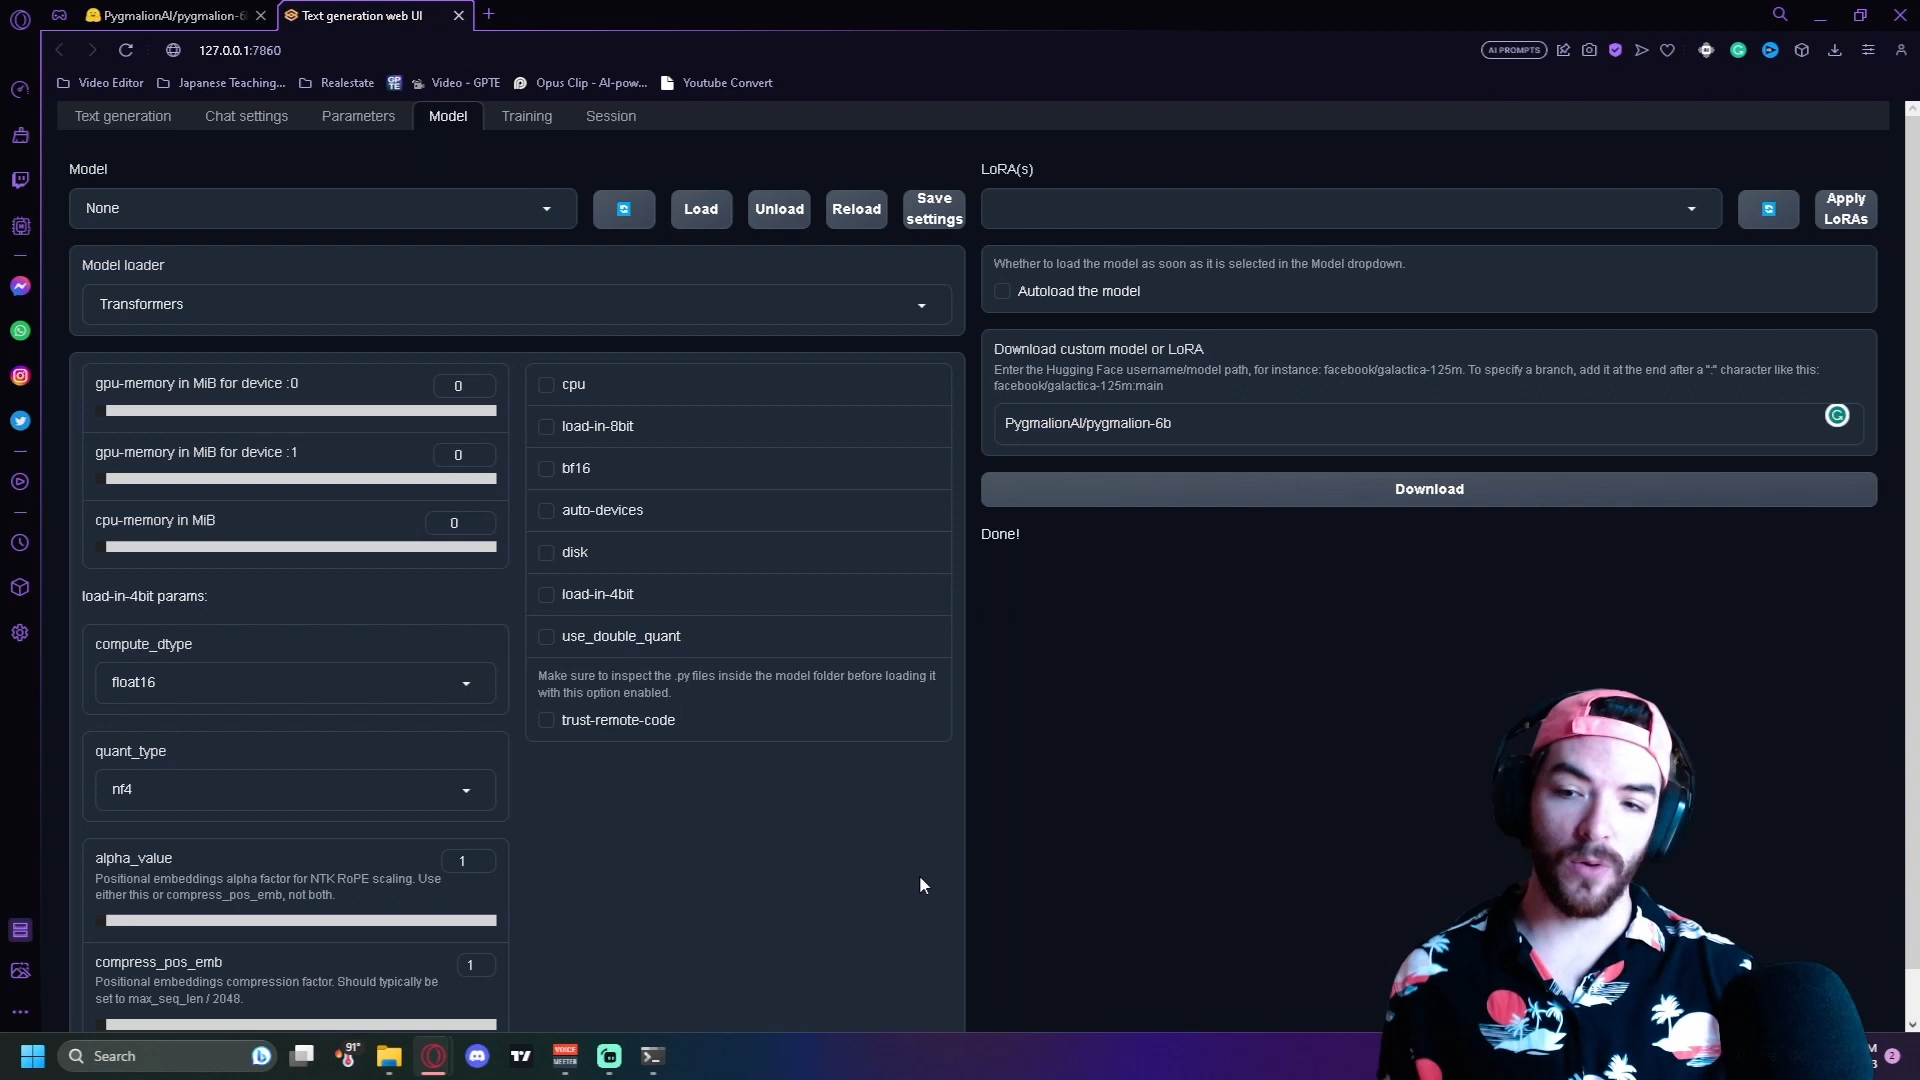 PygmalionAI/pygmalion-6
Text generation web UI
127.0.0.1:7860
AI PROMPTS
Video Editor
Japanese Teaching...
Realestate
GP
TE
Video - GPTE
Opus Clip - AI-pow...
Youtube Convert
Text generation
Chat settings
Parameters
Model
Training
Session
Model
None
Load
Unload
Reload
Save settings
Model loader
Transformers
gpu-memory in MiB for device :0
0
gpu-memory in MiB for device :1
0
cpu-memory in MiB
0
load-in-4bit params:
compute_dtype
float16
quant_type
nf4
alpha_value
1
Positional embeddings alpha factor for NTK RoPE scaling. Use
either this or compress_pos_emb, not both.
compress_pos_emb
1
Positional embeddings compression factor. Should typically be
set to max_seq_len / 2048.
cpu
load-in-8bit
bf16
auto-devices
disk
load-in-4bit
use_double_quant
Make sure to inspect the .py files inside the model folder before loading it
with this option enabled.
trust-remote-code
LoRA(s)
Apply
LoRAs
Whether to load the model as soon as it is selected in the Model dropdown.
Autoload the model
Download custom model or LoRA
Enter the Hugging Face username/model path, for instance: facebook/galactica-125m. To specify a branch, add it at the end after a ":" character like this:
facebook/galactica-125m:main
PygmalionAI/pygmalion-6b
Download
Done!
Search
91°
VOICE
MEETER
M
3
2